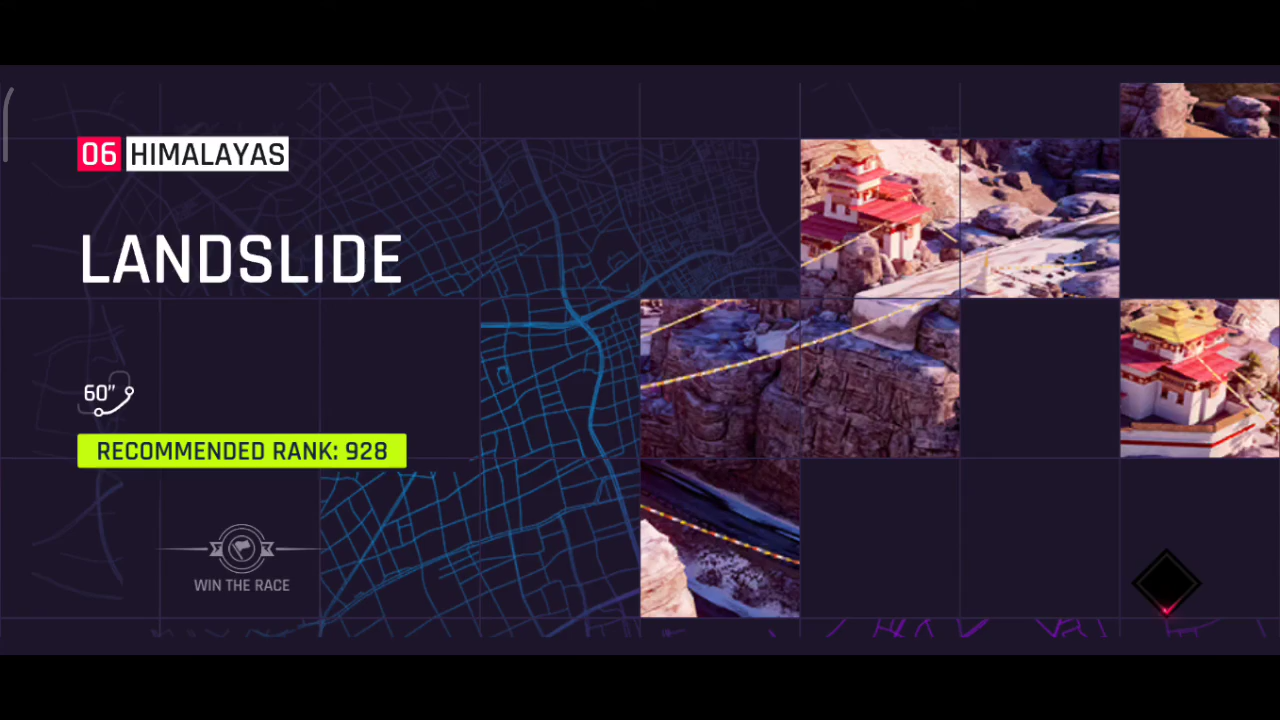 06 HIMALAYAS
LANDSLIDE
60”
RECOMMENDED RANK: 928
WIN THE RACE